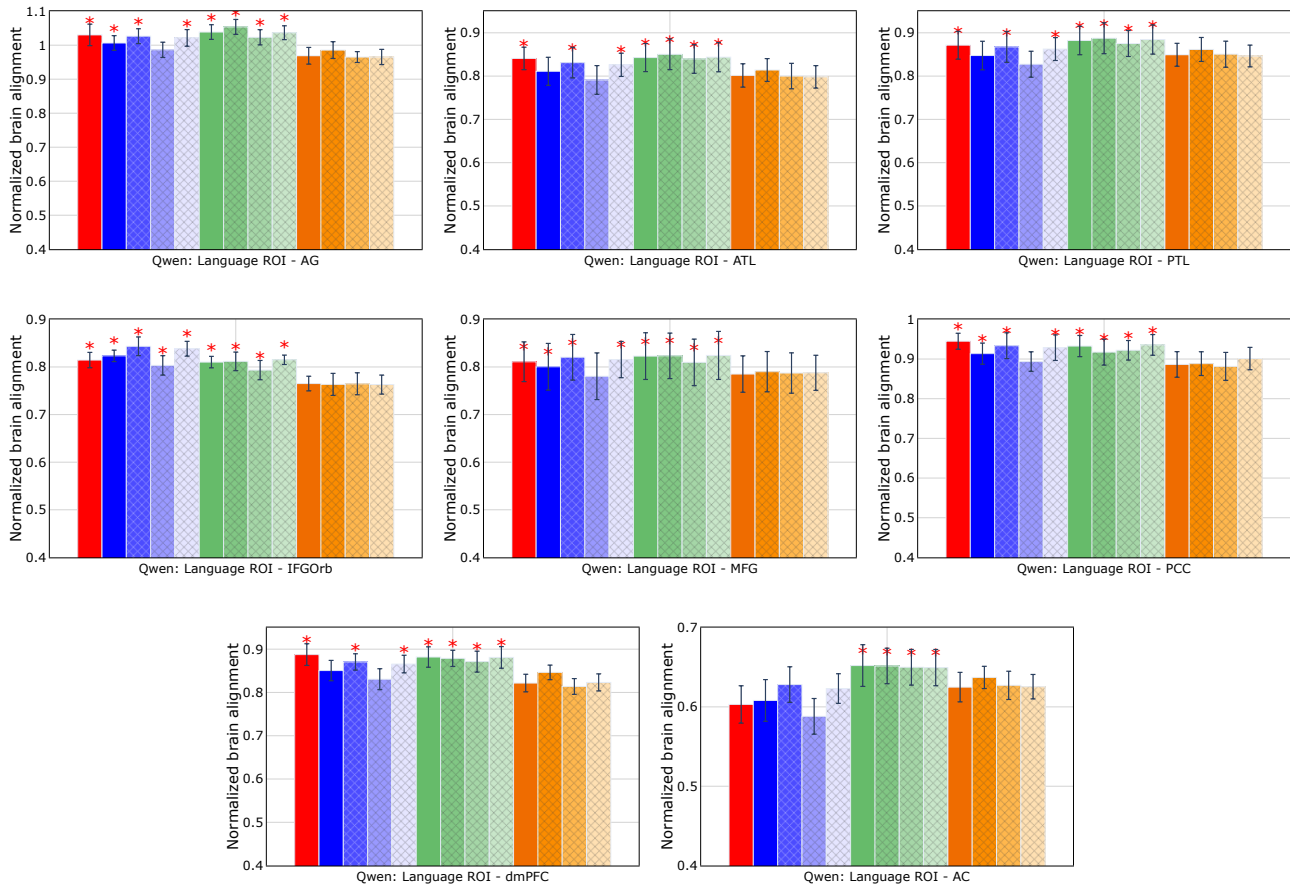 Normalized brain alignment
1.1
1
0.9
0.8
0.7
0.6
0.5
0.4
* * * * * * * * *
Qwen: Language ROI - AG
Normalized brain alignment
0.9
0.8
0.7
0.6
0.5
0.4
* * * * * * *
Qwen: Language ROI - ATL
Normalized brain alignment
0.9
0.8
0.7
0.6
0.5
0.4
* * * * * * *
Qwen: Language ROI - PTL
Normalized brain alignment
0.9
0.8
0.7
0.6
0.5
0.4
* * * * * * * * *
Qwen: Language ROI - IFGOrb
Normalized brain alignment
0.9
0.8
0.7
0.6
0.5
0.4
* * * * * * * *
Qwen: Language ROI - MFG
Normalized brain alignment
1
0.9
0.8
0.7
0.6
0.5
0.4
* * * * * * * *
Qwen: Language ROI - PCC
Normalized brain alignment
0.9
0.8
0.7
0.6
0.5
0.4
* * * * * * *
Qwen: Language ROI - dmPFC
Normalized brain alignment
0.7
0.6
0.5
0.4
* * * *
Qwen: Language ROI - AC